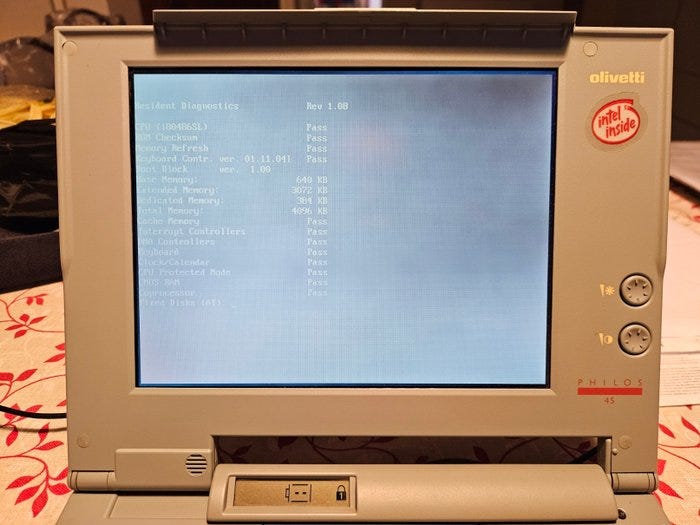 Resident Diagnostics Rev 1.08
CPU (i80486SL) Pass
ROM Checksum Pass
Memory Refresh Pass
Keyboard Contr. ver. 01.11.04) Pass
Boot Block ver. 1.00
Base Memory: 640 KB
Extended Memory: 3072 KB
Dedicated Memory: 384 KB
Total Memory: 4096 KB
Cache Memory Pass
Interrupt Controllers Pass
DMA Controllers Pass
Keyboard Pass
Clock/Calendar Pass
CPU Protected Mode Pass
CMOS RAM Pass
Coprocessor Pass
Fixed Disks (AT): _
olivetti
intel
inside
PHILOS
45